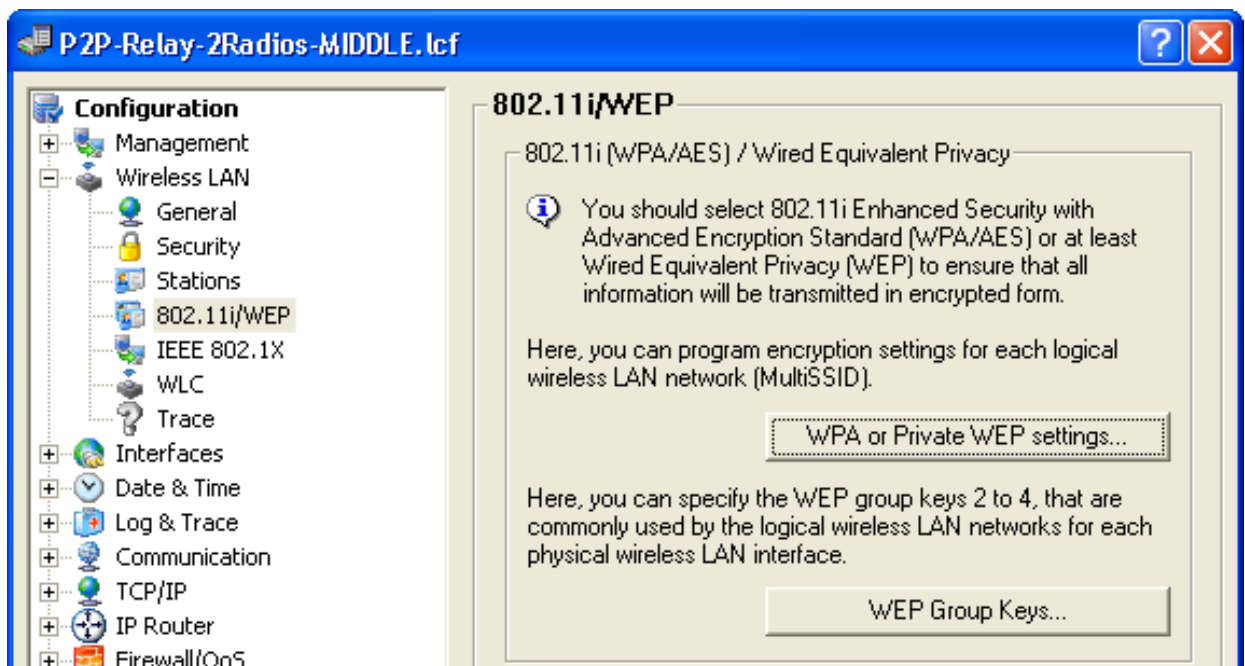 P2P-Relay-2Radios-MIDDLE.lcf
Configuration
Management
Wireless LAN
General
Security
Stations
802.11i/WEP
IEEE 802.1X
WLC
Trace
Interfaces
Date & Time
Log & Trace
Communication
TCP/IP
IP Router
Firewall/QoS
802.11i/WEP
802.11i (WPA/AES) / Wired Equivalent Privacy
You should select 802.11i Enhanced Security with
Advanced Encryption Standard (WPA/AES) or at least
Wired Equivalent Privacy (WEP) to ensure that all
information will be transmitted in encrypted form.
Here, you can program encryption settings for each logical
wireless LAN network (MultiSSID).
WPA or Private WEP settings...
Here, you can specify the WEP group keys 2 to 4, that are
commonly used by the logical wireless LAN networks for each
physical wireless LAN interface.
WEP Group Keys...